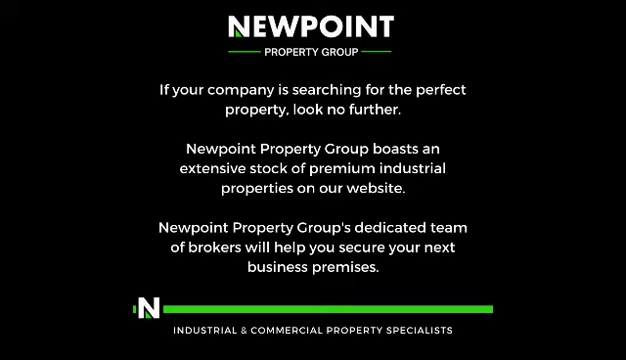 NEWPOINT
PROPERTY GROUP
If your company is searching for the perfect
property, look no further.
Newpoint Property Group boasts an
extensive stock of premium industrial
properties on our website.
Newpoint Property Group's dedicated team
of brokers will help you secure your next
business premises.
N
INDUSTRIAL & COMMERCIAL PROPERTY SPECIALISTS